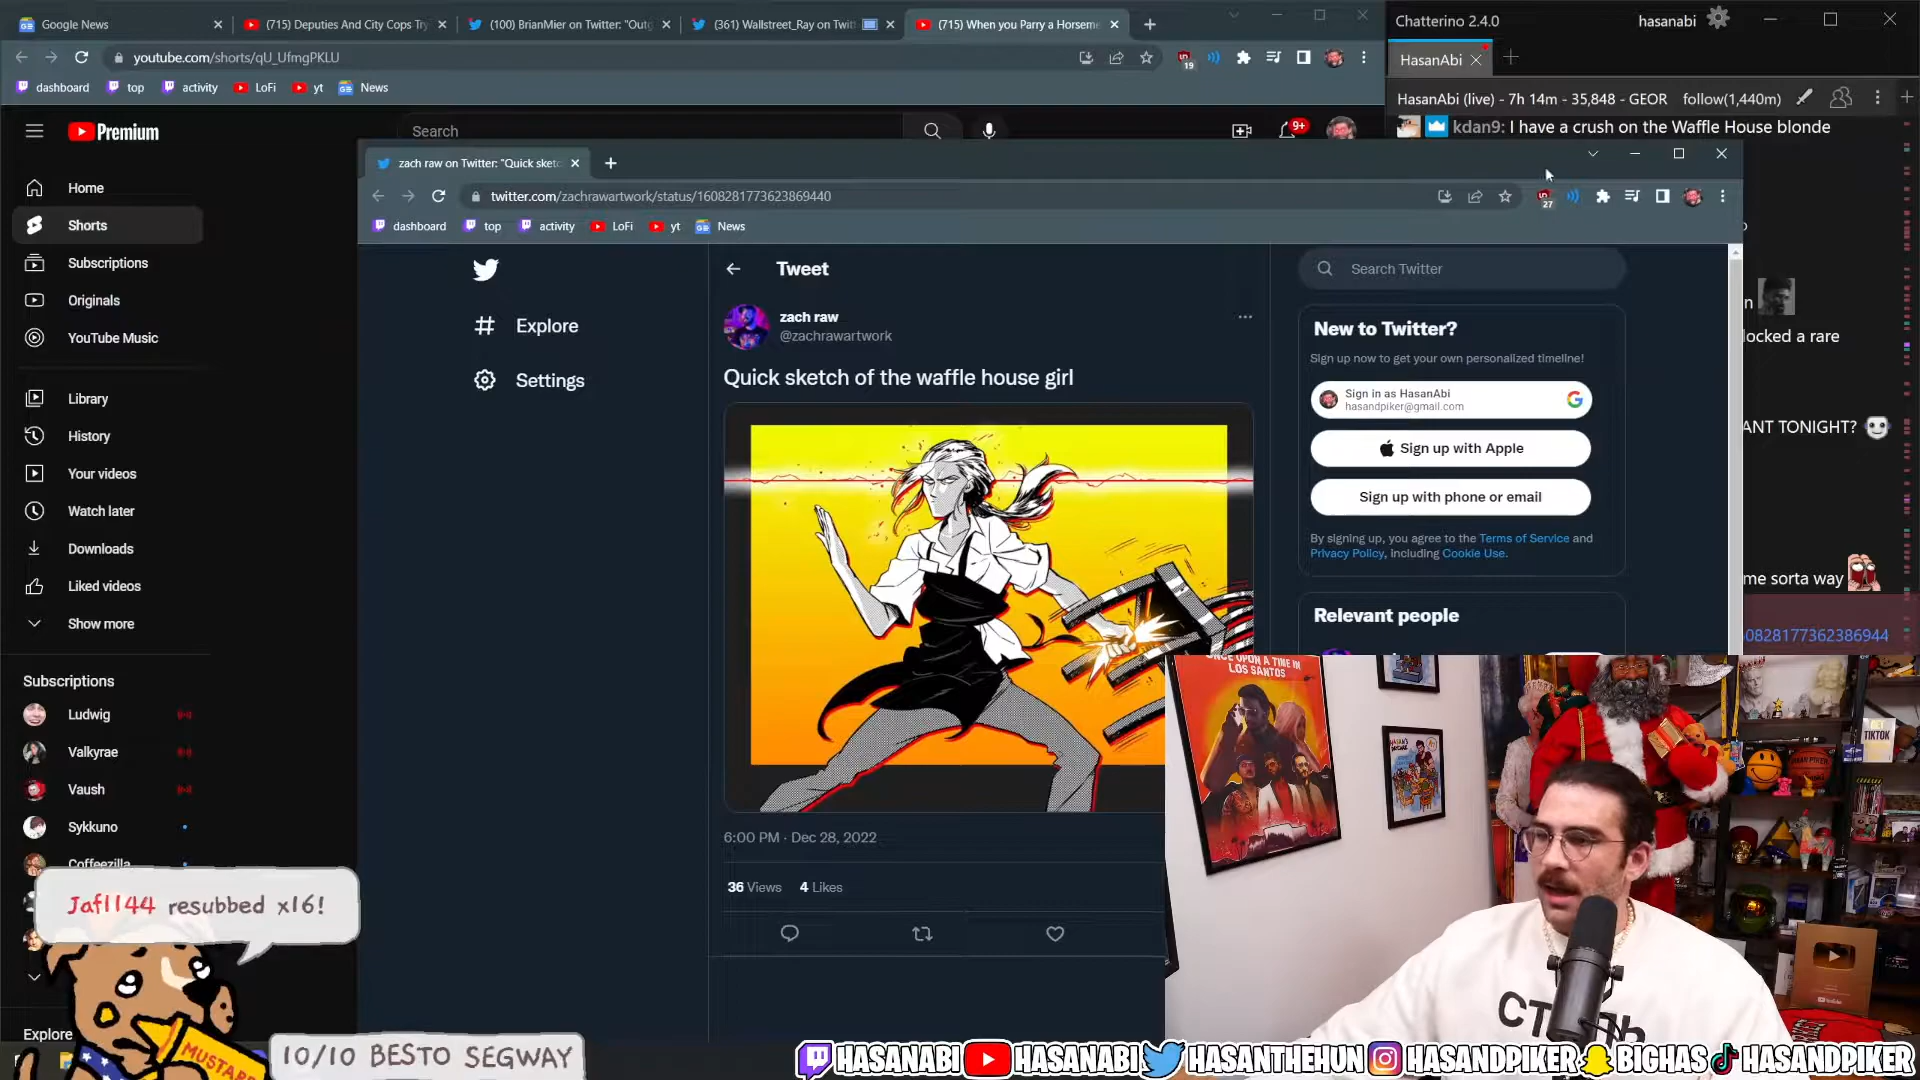 Google News
(715) Deputies And City Cops Try
(100) BrianMier on Twitter: "Outg
(361) Wallstreet_Ray on Twitt
(715) When you Parry a Horseme
Chatterino 2.4.0
hasanabi
youtube.com/shorts/qU_UfmgPKLU
19
HasanAbi
dashboard
top
activity
LoFi
yt
News
HasanAbi (live) - 7h 14m - 35,848 - GEOR
follow(1,440m)
Premium
Search
9+
kdan9: I have a crush on the Waffle House blonde
zach raw on Twitter: "Quick sketc
twitter.com/zachrawartwork/status/1608281773623869440
27
dashboard
top
activity
LoFi
yt
News
Home
Shorts
Subscriptions
Originals
YouTube Music
Library
History
Your videos
Watch later
Downloads
Liked videos
Show more
Subscriptions
Ludwig
Valkyrae
Vaush
Sykkuno
Coffeezilla
Explore
Explore
Settings
Tweet
zach raw
@zachrawartwork
Quick sketch of the waffle house girl
6:00 PM · Dec 28, 2022
36 Views
4 Likes
Search Twitter
New to Twitter?
Sign up now to get your own personalized timeline!
Sign in as HasanAbi
hasandpiker@gmail.com
Sign up with Apple
Sign up with phone or email
By signing up, you agree to the Terms of Service and
Privacy Policy, including Cookie Use.
Relevant people
n
locked a rare
ANT TONIGHT?
me sorta way
60828177362386944
ONCE UPON A TIME IN
LOS SANTOS
GET
TIKTOK
Jaf1144 resubbed x16!
MUSTARD
10/10 BESTO SEGWAY
HASANABI
HASANABI
HASANTHEHUN
HASANDPIKER
BIGHAS
HASANDPIKER